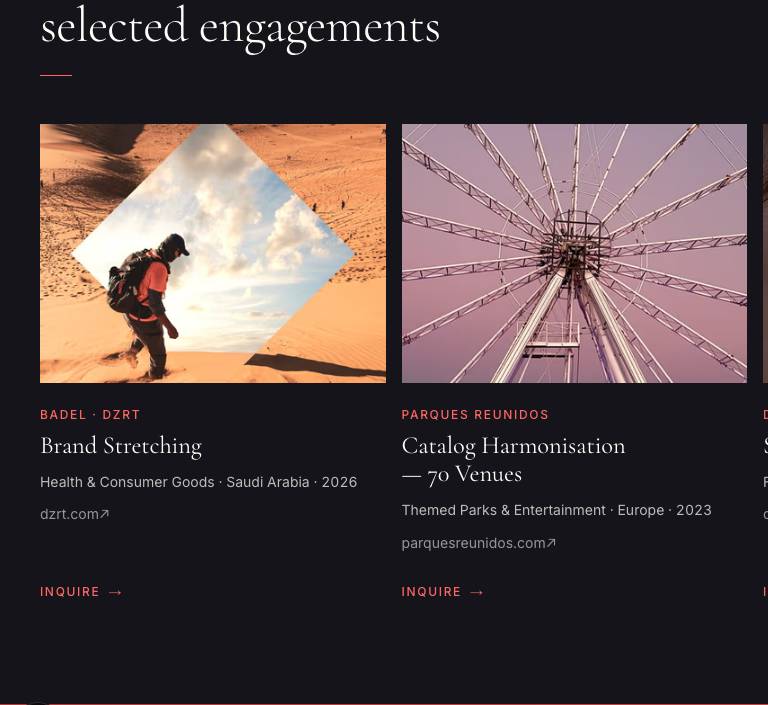 selected engagements
BADEL · DZRT
Brand Stretching
Health & Consumer Goods · Saudi Arabia · 2026
dzrt.com↗
INQUIRE →
PARQUES REUNIDOS
Catalog Harmonisation
— 70 Venues
Themed Parks & Entertainment · Europe · 2023
parquesreunidos.com↗
INQUIRE →